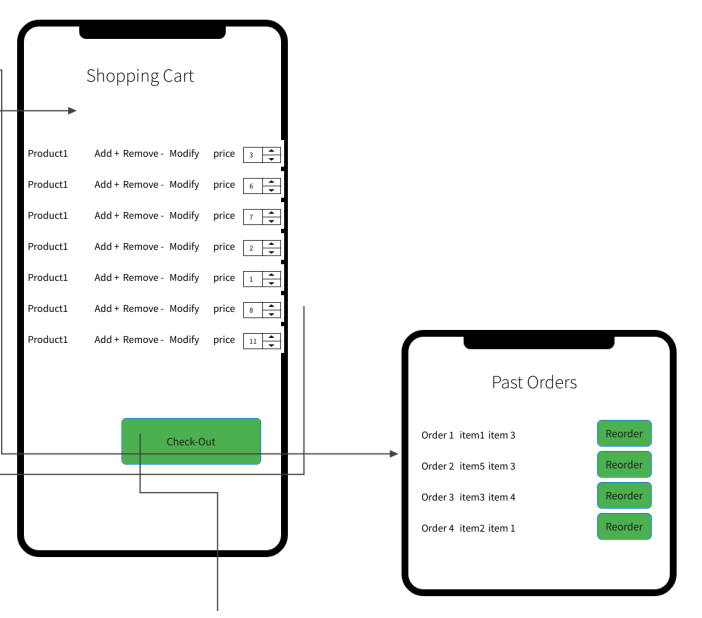 Shopping Cart
Product1 Add + Remove - Modify price 3
Product1 Add + Remove - Modify price 6
Product1 Add + Remove - Modify price 7
Product1 Add + Remove - Modify price 2
Product1 Add + Remove - Modify price 1
Product1 Add + Remove - Modify price 8
Product1 Add + Remove - Modify price 11
Check-Out
Past Orders
Order 1 item1 item 3 Reorder
Order 2 item5 item 3 Reorder
Order 3 item3 item 4 Reorder
Order 4 item2 item 1 Reorder